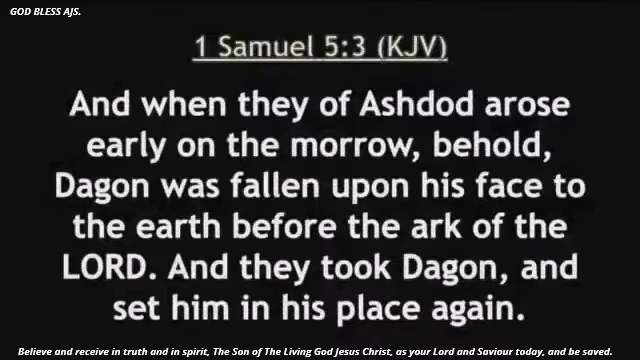 GOD BLESS AJS.
1 Samuel 5:3 (KJV)
And when they of Ashdod arose
early on the morrow, behold,
Dagon was fallen upon his face to
the earth before the ark of the
LORD. And they took Dagon, and
set him in his place again.
Believe and receive in truth and in spirit, The Son of The Living God Jesus Christ, as your Lord and Saviour today, and be saved.